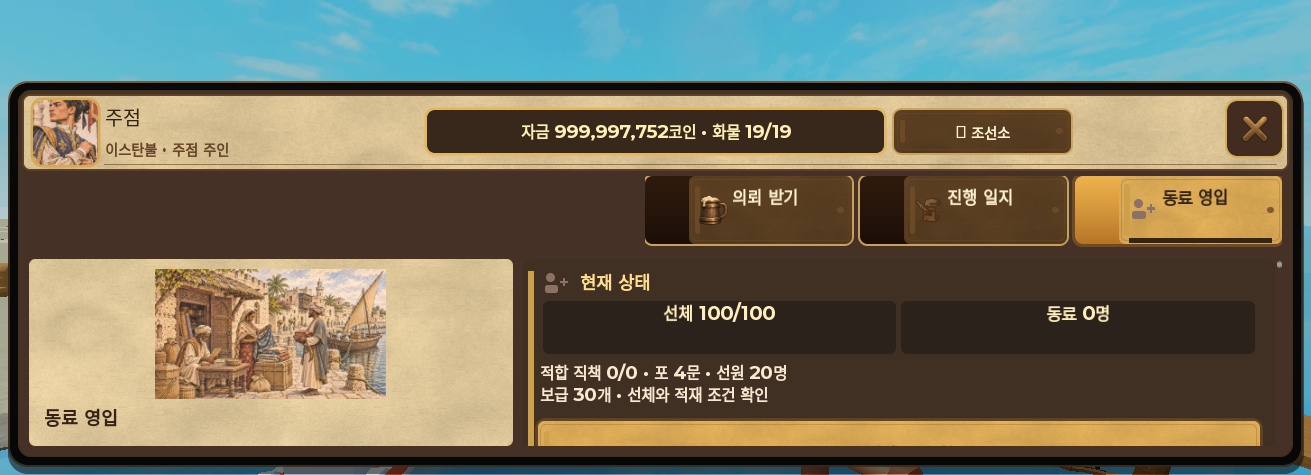 주점
이스탄불 • 주점 주인
자금 999,997,752코인 • 화물 19/19
조선소
의뢰 받기
진행 일지
동료 영입
동료 영입
현재 상태
선체 100/100
동료 0명
적합 직책 0/0 • 포 4문 • 선원 20명
보급 30개 • 선체와 적재 조건 확인